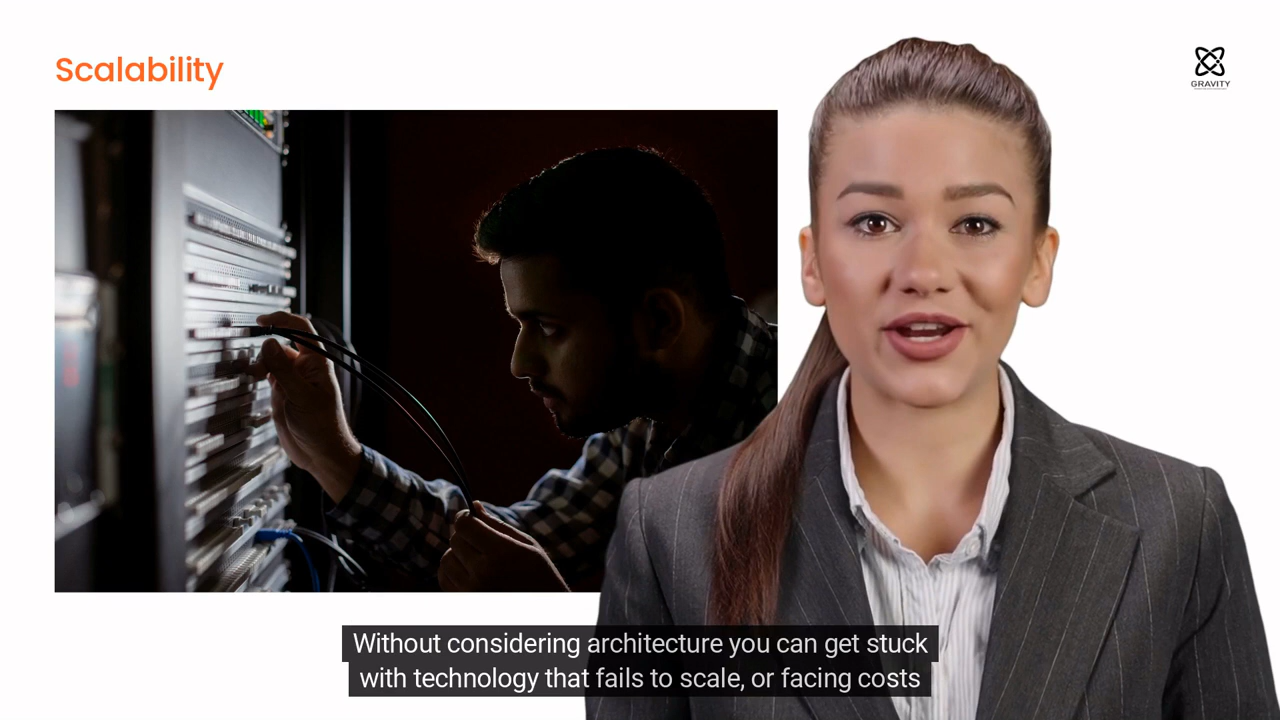 Scalability
GRAVITY
Without considering architecture you can get stuck
with technology that fails to scale, or facing costs